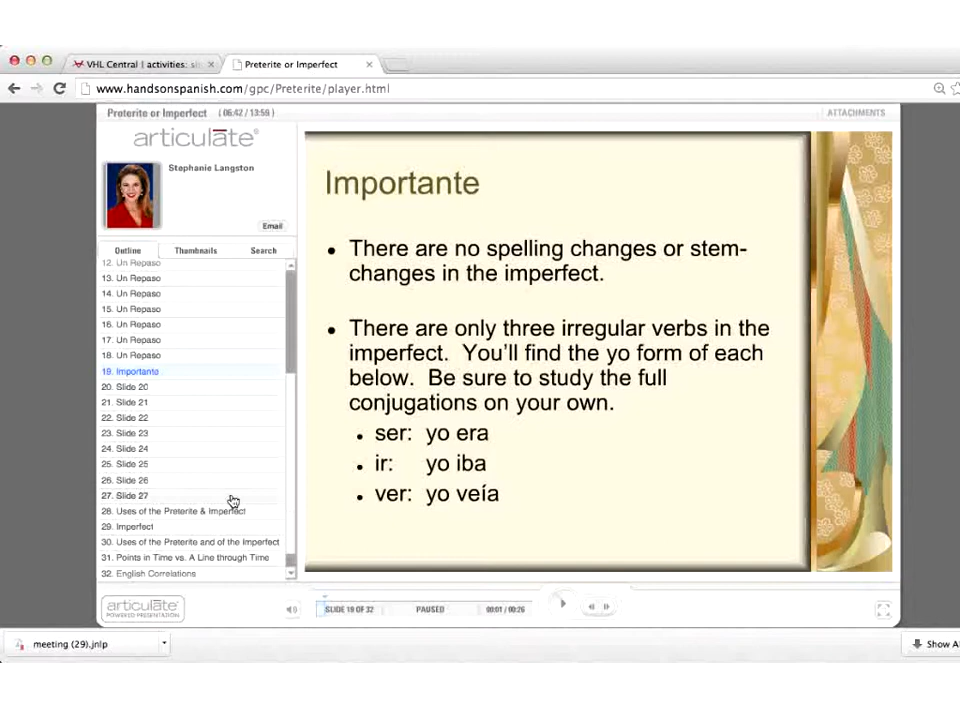 VHL Central | activities: sl
Preterite or Imperfect
www.handsonspanish.com/gpc/Preterite/player.html
Preterite or Imperfect ( 06:42 / 13:59 )
ATTACHMENTS
articulate®
Stephanie Langston
Email
Outline
Thumbnails
Search
12. Un Repaso
13. Un Repaso
14. Un Repaso
15. Un Repaso
16. Un Repaso
17. Un Repaso
18. Un Repaso
19. Importante
20. Slide 20
21. Slide 21
22. Slide 22
23. Slide 23
24. Slide 24
25. Slide 25
26. Slide 26
27. Slide 27
28. Uses of the Preterite & Imperfect
29. Imperfect
30. Uses of the Preterite and of the Imperfect
31. Points in Time vs. A Line through Time
32. English Correlations
Importante
• There are no spelling changes or stem-
changes in the imperfect.
• There are only three irregular verbs in the
imperfect. You'll find the yo form of each
below. Be sure to study the full
conjugations on your own.
• ser: yo era
• ir: yo iba
• ver: yo veía
articulate®
POWERED PRESENTATION
SLIDE 19 OF 32
PAUSED
00:01 / 00:26
meeting (29).jnlp
Show Al